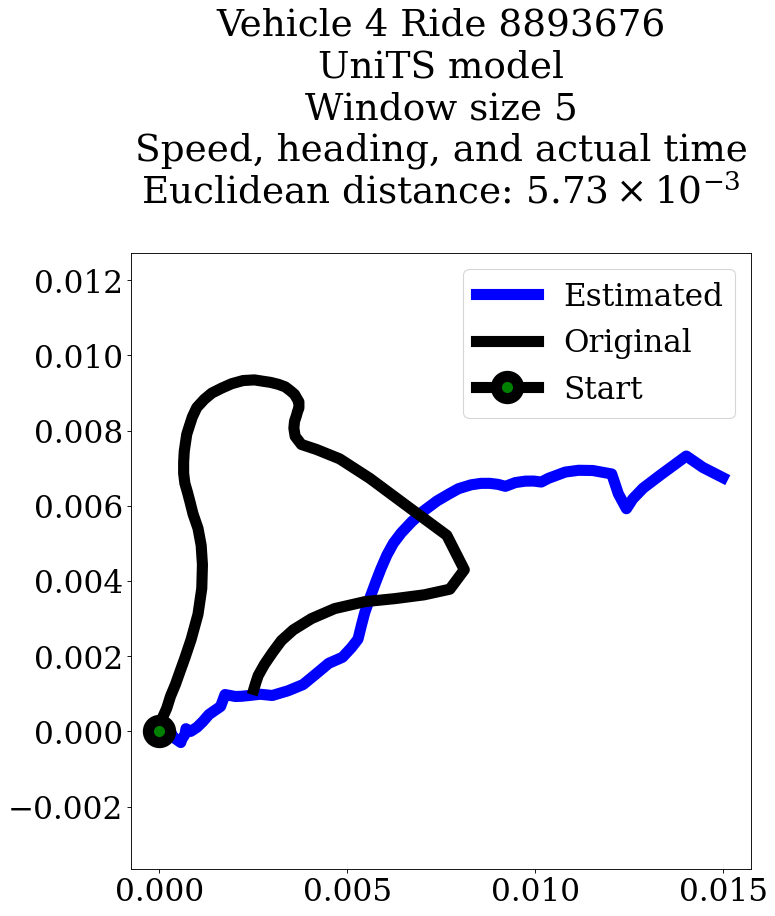 Vehicle 4 Ride 8893676
UniTS model
Window size 5
Speed, heading, and actual time
Euclidean distance: 5.73 × 10⁻³
Estimated
Original
Start
0.012
0.010
0.008
0.006
0.004
0.002
0.000
−0.002
0.000 0.005 0.010 0.015